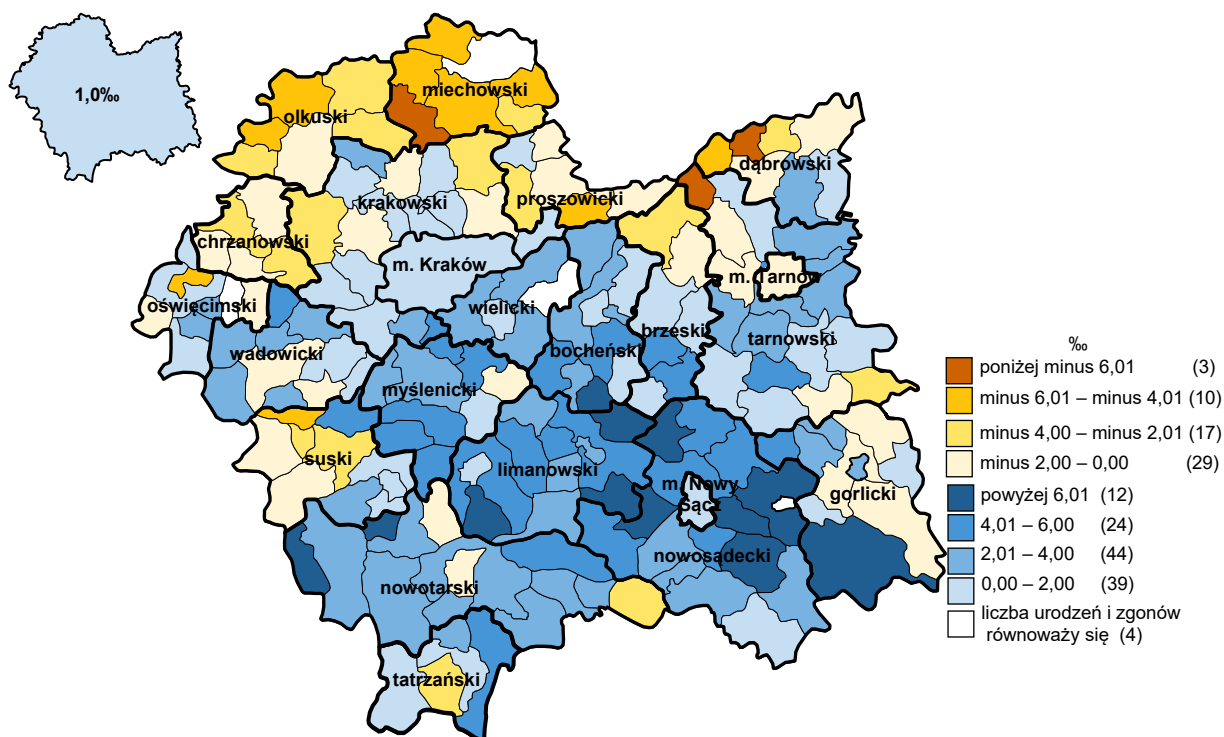 1,0‰
miechowski
olkuski
dąbrowski
krakowski
proszowicki
chrzanowski
m. Kraków
m. Tarnów
oświęcimski
wielicki
brzeski
tarnowski
wadowicki
bocheński
myślenicki
suski
limanowski
m. Nowy
Sącz
gorlicki
nowosądecki
nowotarski
tatrzański
‰
poniżej minus 6,01 (3)
minus 6,01 – minus 4,01 (10)
minus 4,00 – minus 2,01 (17)
minus 2,00 – 0,00 (29)
powyżej 6,01 (12)
4,01 – 6,00 (24)
2,01 – 4,00 (44)
0,00 – 2,00 (39)
liczba urodzeń i zgonów
równoważy się (4)